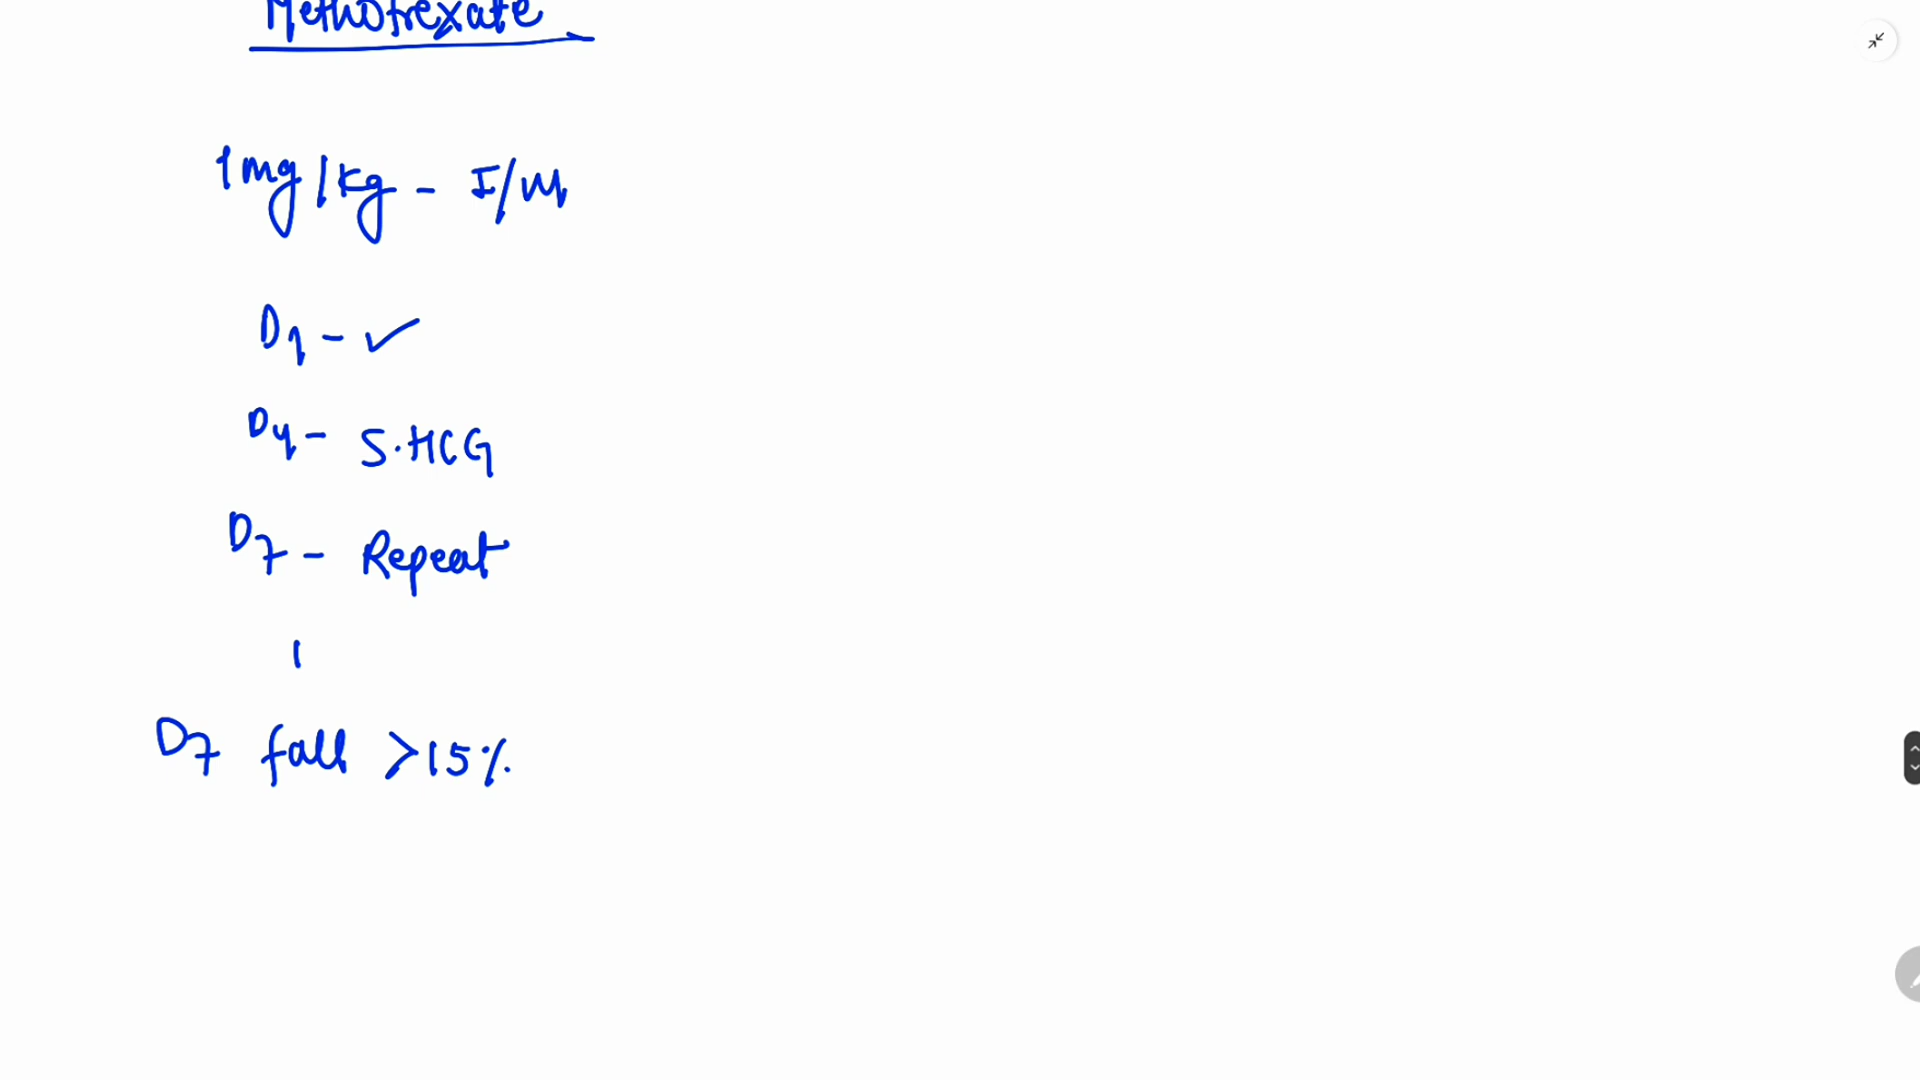 Methotrexate
1mg/kg - I/M
D1 - ✓
D4 - S.HCG
D7 - Repeat
D7 fall >15%